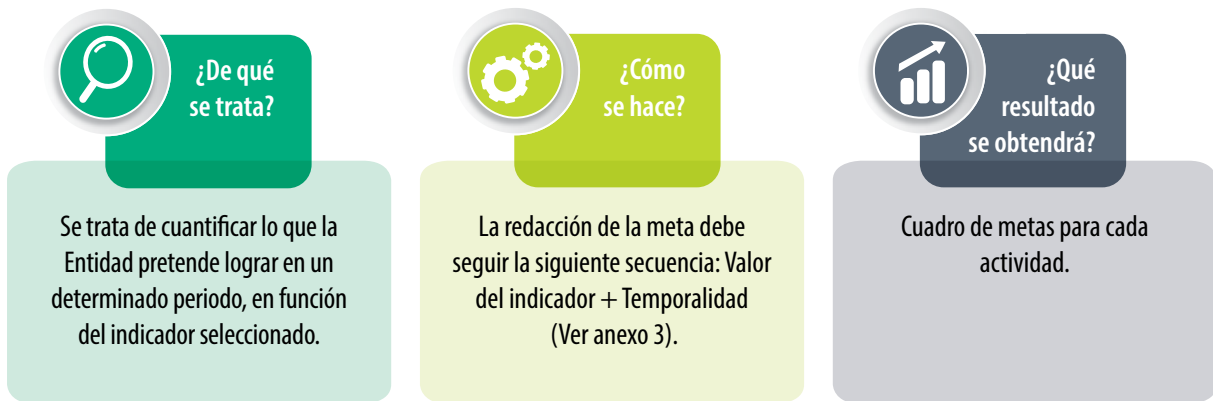 ¿De qué
se trata?
Se trata de cuantificar lo que la
Entidad pretende lograr en un
determinado periodo, en función
del indicador seleccionado.
¿Cómo
se hace?
La redacción de la meta debe
seguir la siguiente secuencia: Valor
del indicador + Temporalidad
(Ver anexo 3).
¿Qué
resultado
se obtendrá?
Cuadro de metas para cada
actividad.